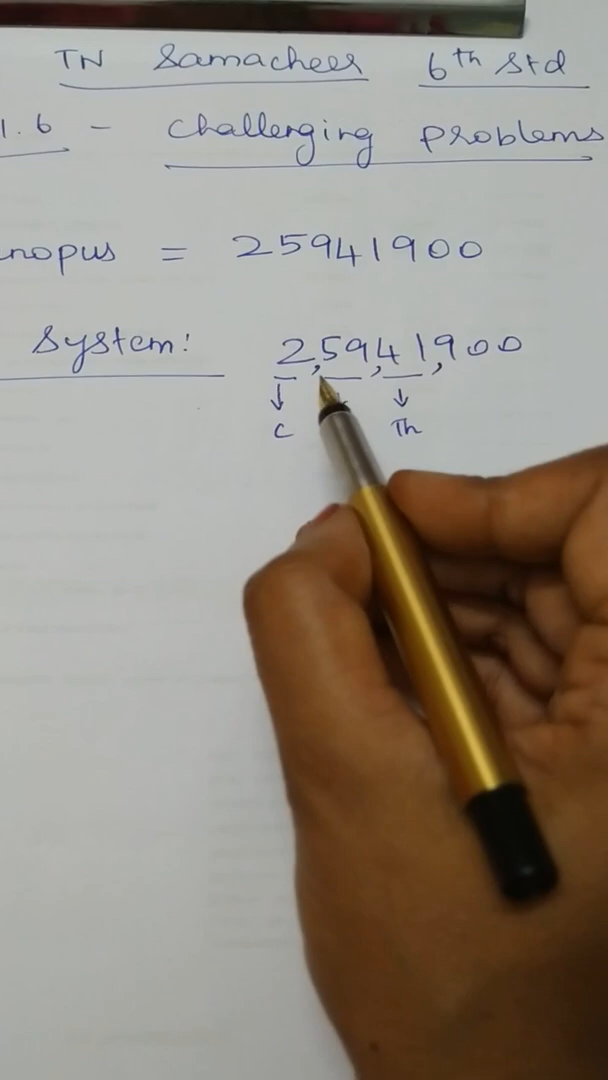 TN Samacheer 6th Std
1.6 - Challenging Problems
nopus = 25941900
System: 2,59,41,900
C L Th